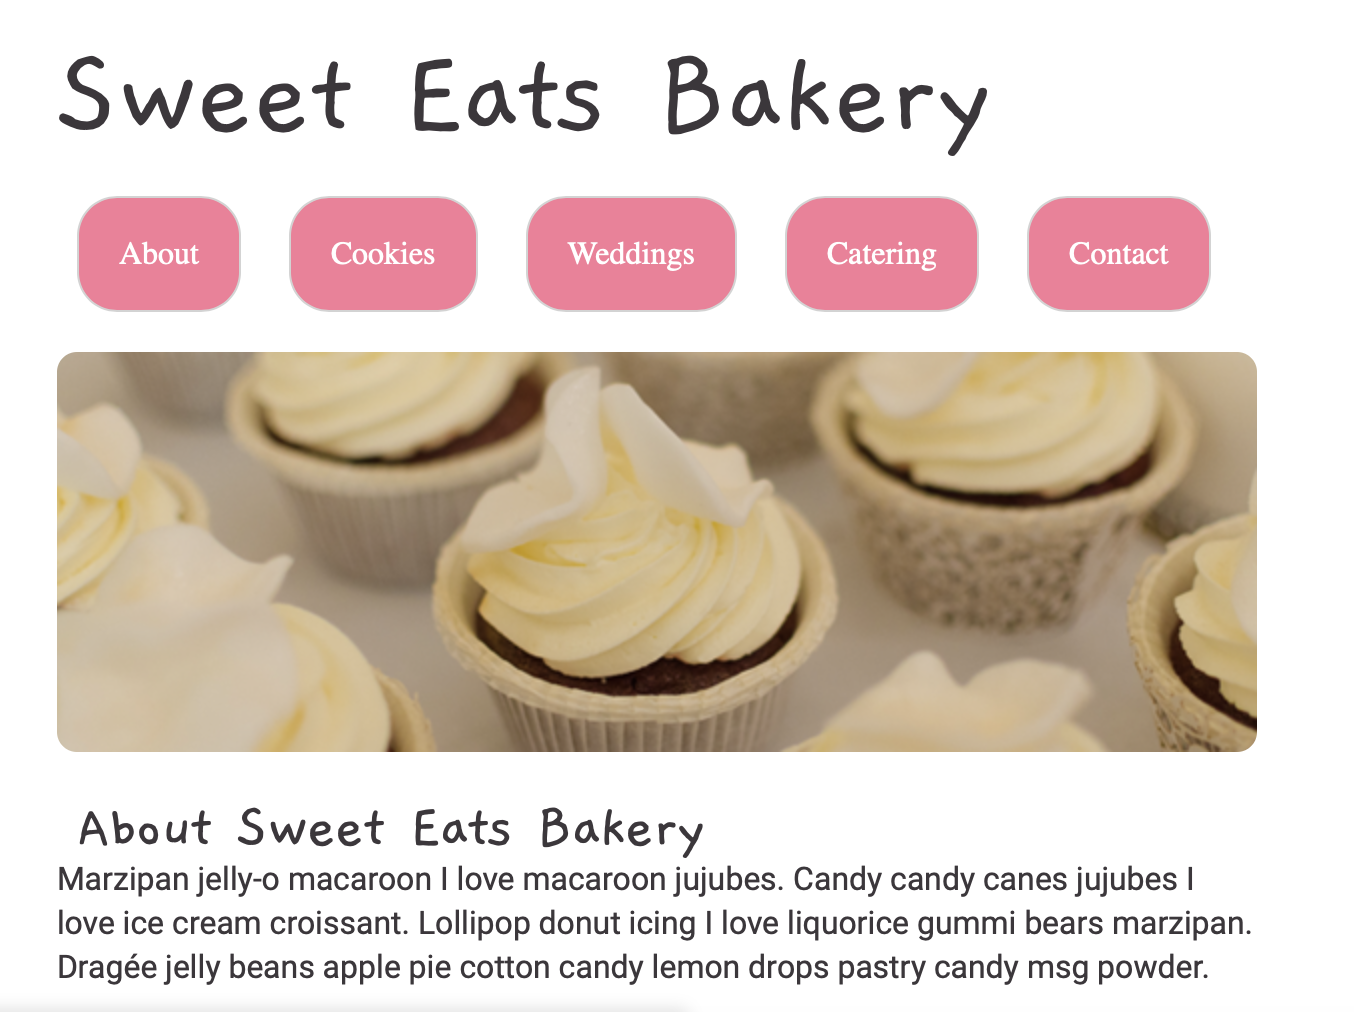 Sweet Eats Bakery
About Cookies Weddings Catering Contact
About Sweet Eats Bakery
Marzipan jelly-o macaroon I love macaroon jujubes. Candy candy canes jujubes I
love ice cream croissant. Lollipop donut icing I love liquorice gummi bears marzipan.
Dragée jelly beans apple pie cotton candy lemon drops pastry candy msg powder.